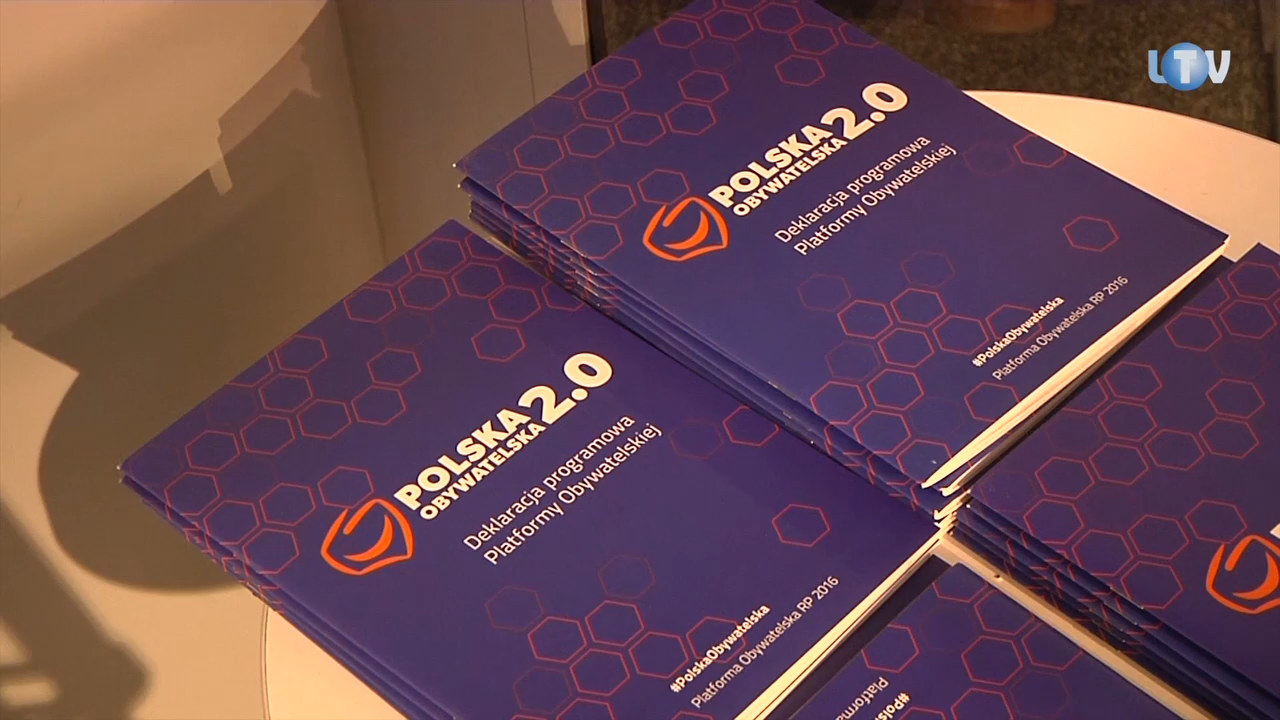 LTV
POLSKA 2.0
OBYWATELSKA
Deklaracja programowa
Platformy Obywatelskiej
#PolskaObywatelska
Platforma Obywatelska RP 2016
POLSKA 2.0
OBYWATELSKA
Deklaracja programowa
Platformy Obywatelskiej
#PolskaObywatelska
Platforma Obywatelska RP 2016